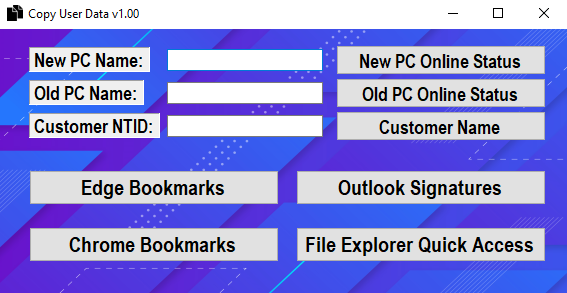 Copy User Data v1.00
New PC Name:
New PC Online Status
Old PC Name:
Old PC Online Status
Customer NTID:
Customer Name
Edge Bookmarks
Outlook Signatures
Chrome Bookmarks
File Explorer Quick Access